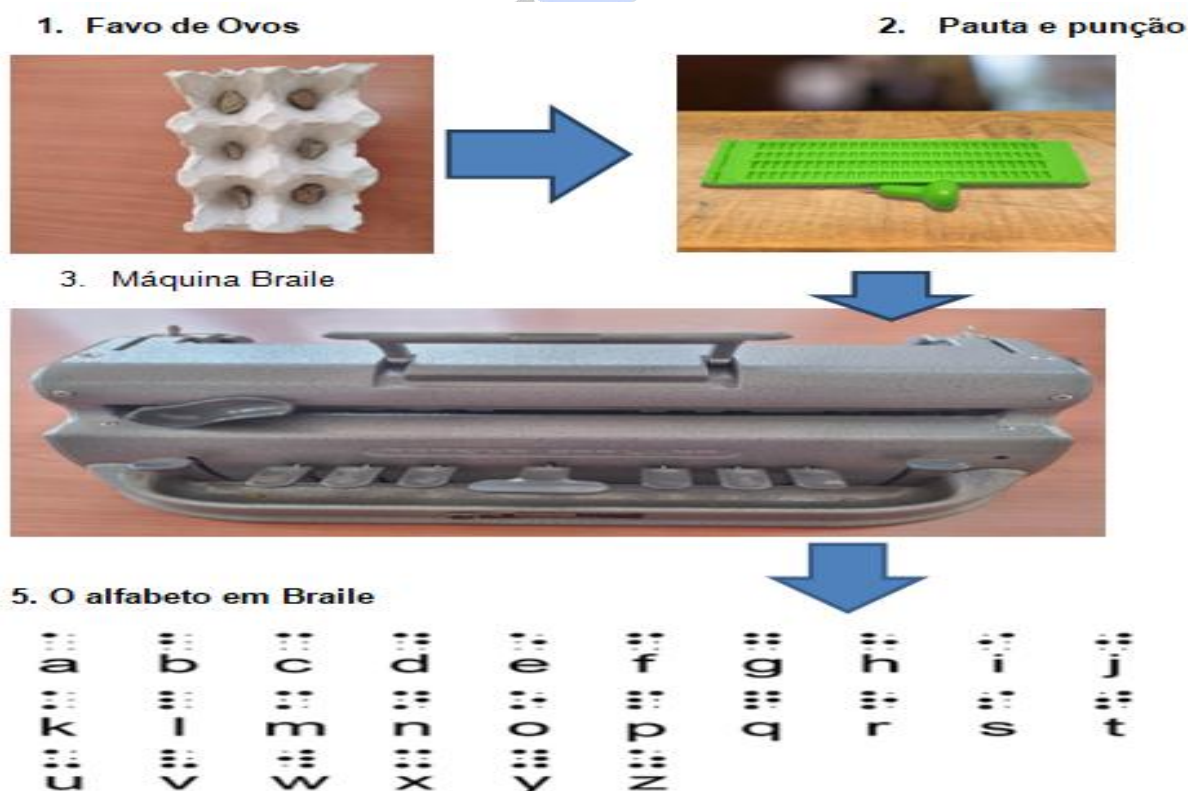 1. Favo de Ovos
2. Pauta e punção
3. Máquina Braile
5. O alfabeto em Braile
a b c d e f g h i j
k l m n o p q r s t
u v w x y z